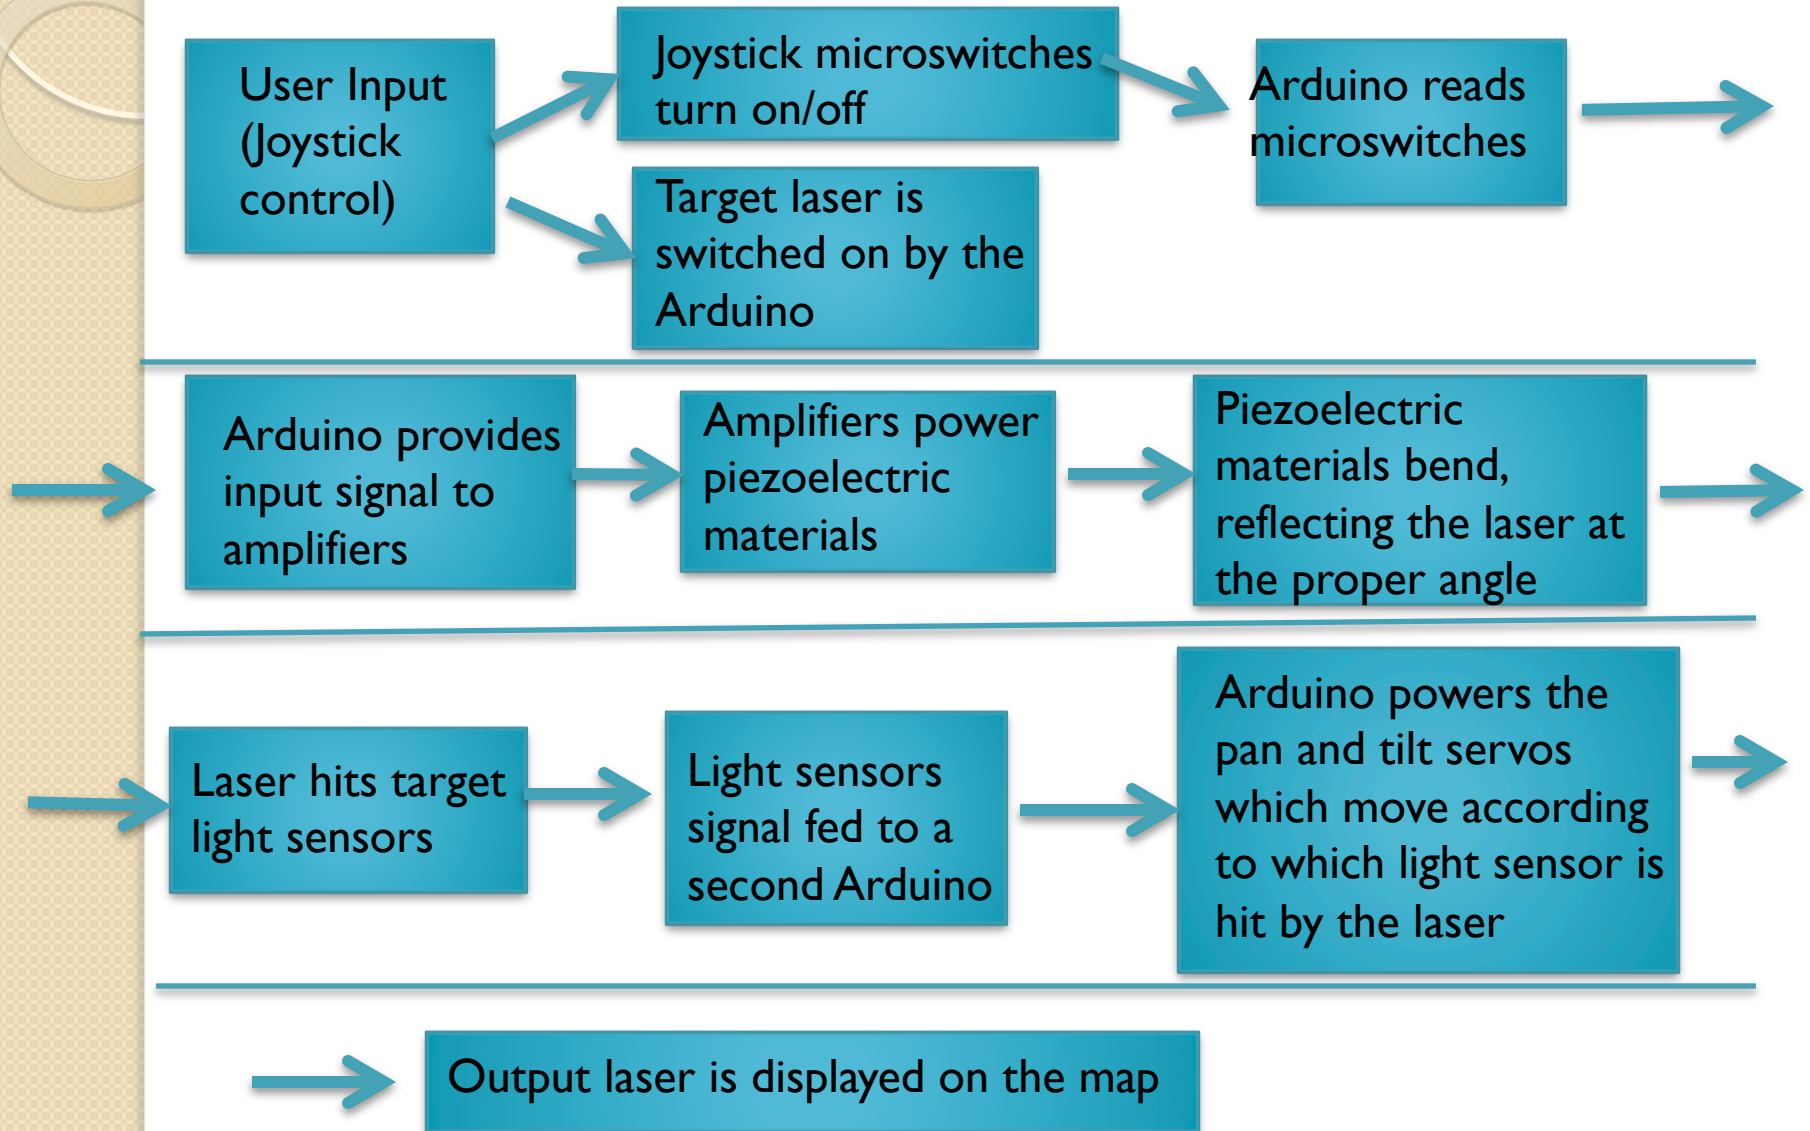 User Input
(Joystick
control)
Joystick microswitches
turn on/off
Arduino reads
microswitches
Target laser is
switched on by the
Arduino
Arduino provides
input signal to
amplifiers
Amplifiers power
piezoelectric
materials
Piezoelectric
materials bend,
reflecting the laser at
the proper angle
Laser hits target
light sensors
Light sensors
signal fed to a
second Arduino
Arduino powers the
pan and tilt servos
which move according
to which light sensor is
hit by the laser
Output laser is displayed on the map